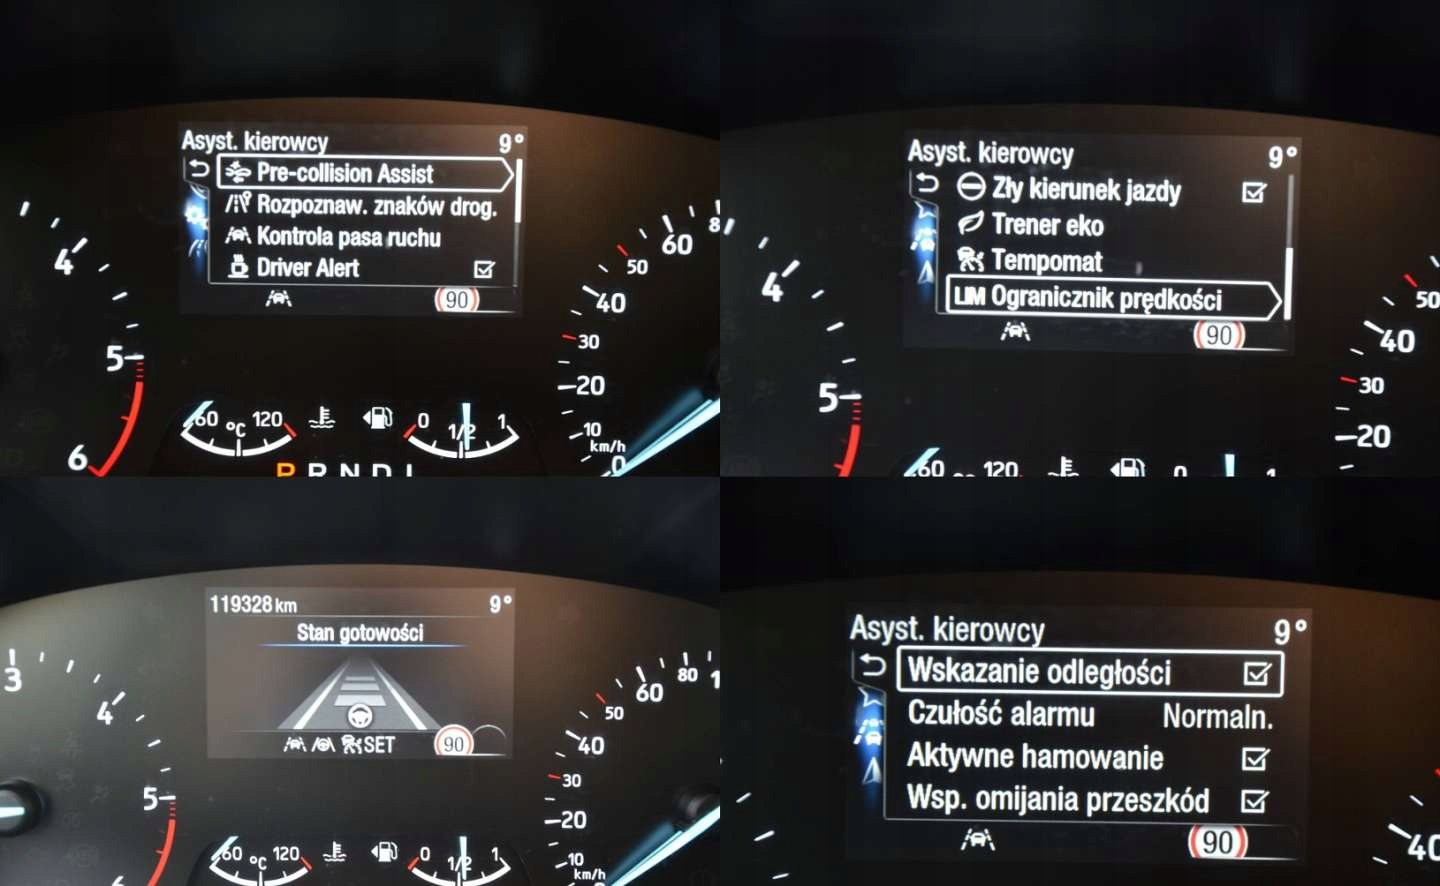 Asyst. kierowcy 9°
Pre-collision Assist
Rozpoznaw. znaków drog.
Kontrola pasa ruchu
Driver Alert
90
4
5
6
60 °C 120
0 1/2 1
P R N D L
0
10
km/h
20
30
40
50
60
8
Asyst. kierowcy 9°
Zły kierunek jazdy
Trener eko
Tempomat
LIM Ogranicznik prędkości
90
4
5
60 120
0 1
20
30
40
50
119328 km 9°
Stan gotowości
SET
90
3
4
5
6
60 °C 120
0 1/2 1
10
km/h
20
30
40
50
60
80
1
Asyst. kierowcy 9°
Wskazanie odległości
Czułość alarmu Normaln.
Aktywne hamowanie
Wsp. omijania przeszkód
90
40